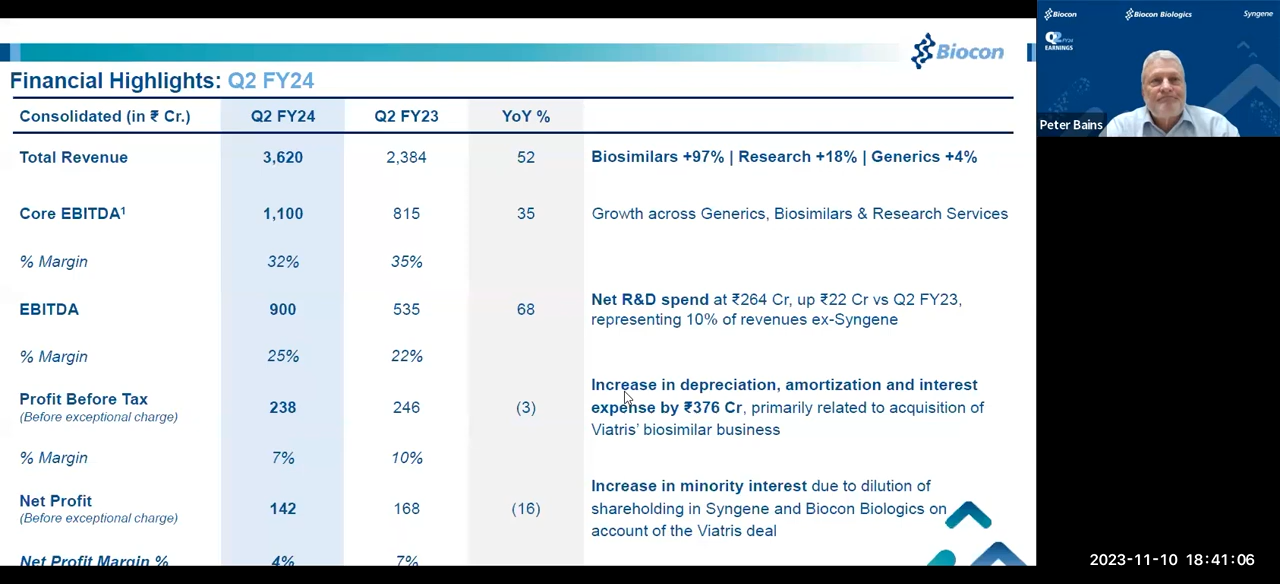 Biocon
Financial Highlights: Q2 FY24
Consolidated (in ₹ Cr.) Q2 FY24 Q2 FY23 YoY %
Total Revenue 3,620 2,384 52 Biosimilars +97% | Research +18% | Generics +4%
Core EBITDA¹ 1,100 815 35 Growth across Generics, Biosimilars & Research Services
% Margin 32% 35%
EBITDA 900 535 68 Net R&D spend at ₹264 Cr, up ₹22 Cr vs Q2 FY23,
representing 10% of revenues ex-Syngene
% Margin 25% 22%
Profit Before Tax
(Before exceptional charge)
238 246 (3)
Increase in depreciation, amortization and interest
expense by ₹376 Cr, primarily related to acquisition of
Viatris' biosimilar business
% Margin 7% 10%
Net Profit
(Before exceptional charge)
142 168 (16)
Increase in minority interest due to dilution of
shareholding in Syngene and Biocon Biologics on
account of the Viatris deal
Net Profit Margin % 4% 7%
Biocon Biocon Biologics Syngene
Q2 FY24
EARNINGS
Peter Bains
2023-11-10 18:41:06